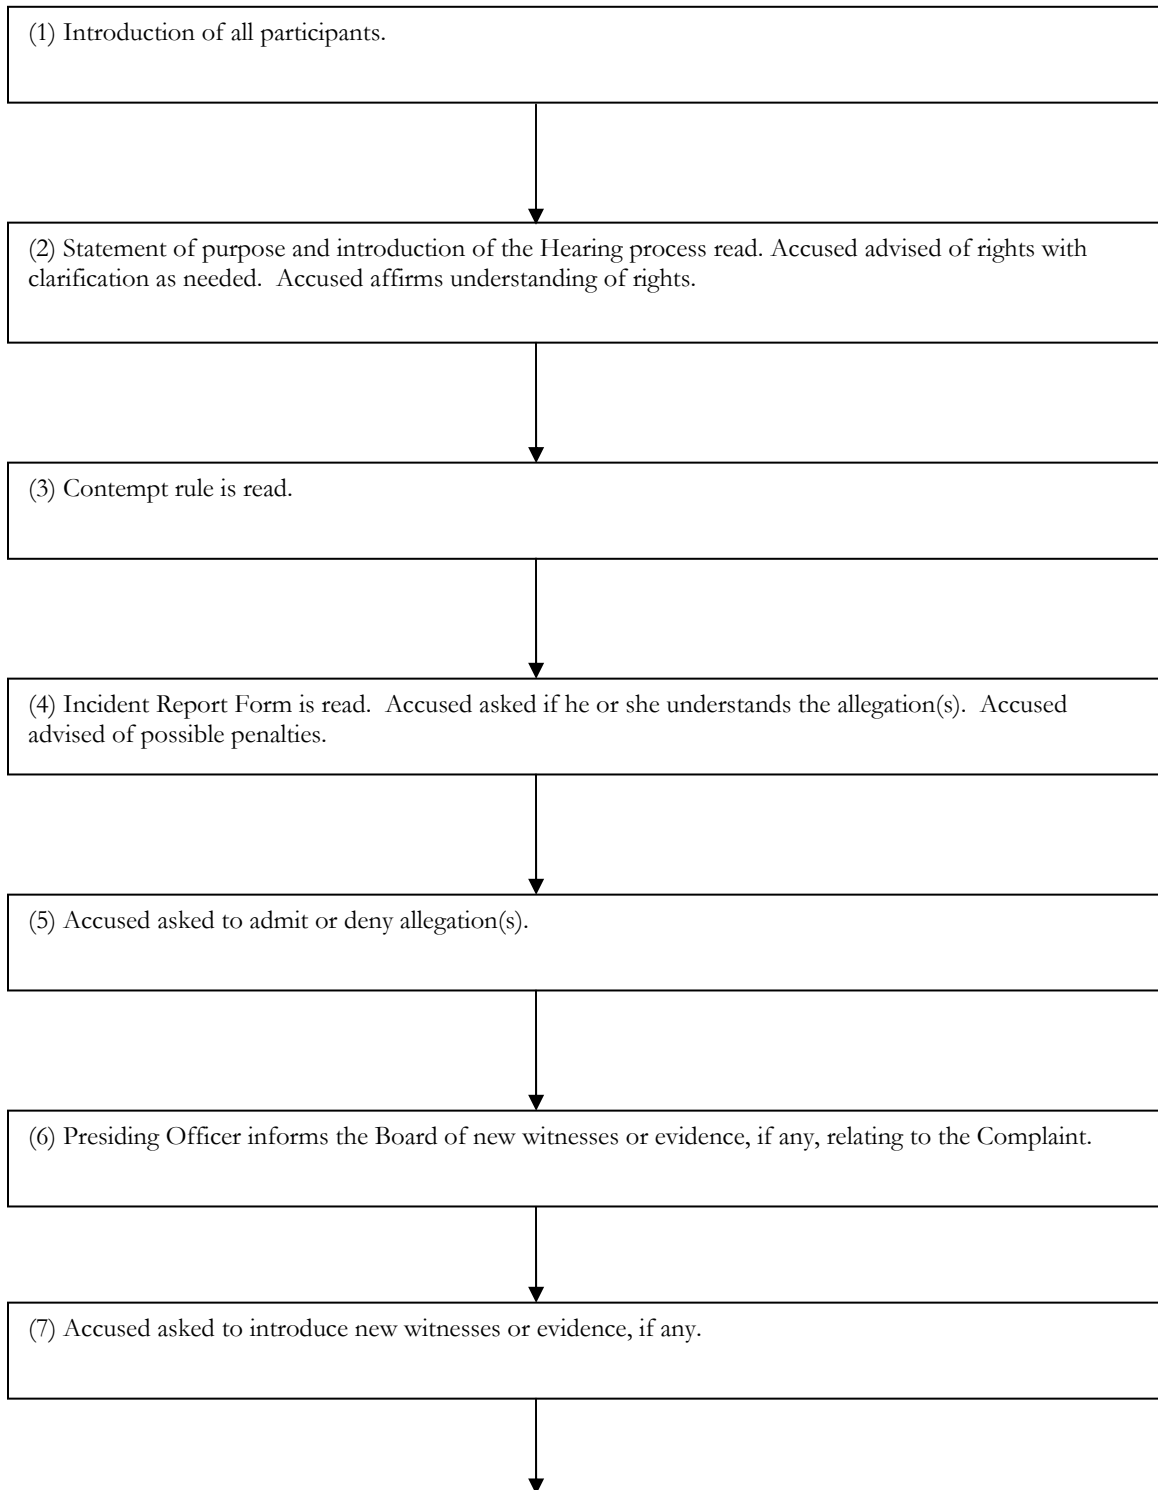 (1) Introduction of all participants.
(2) Statement of purpose and introduction of the Hearing process read. Accused advised of rights with
clarification as needed.  Accused affirms understanding of rights.
(3) Contempt rule is read.
(4) Incident Report Form is read.  Accused asked if he or she understands the allegation(s).  Accused
advised of possible penalties.
(5) Accused asked to admit or deny allegation(s).
(6) Presiding Officer informs the Board of new witnesses or evidence, if any, relating to the Complaint.
(7) Accused asked to introduce new witnesses or evidence, if any.